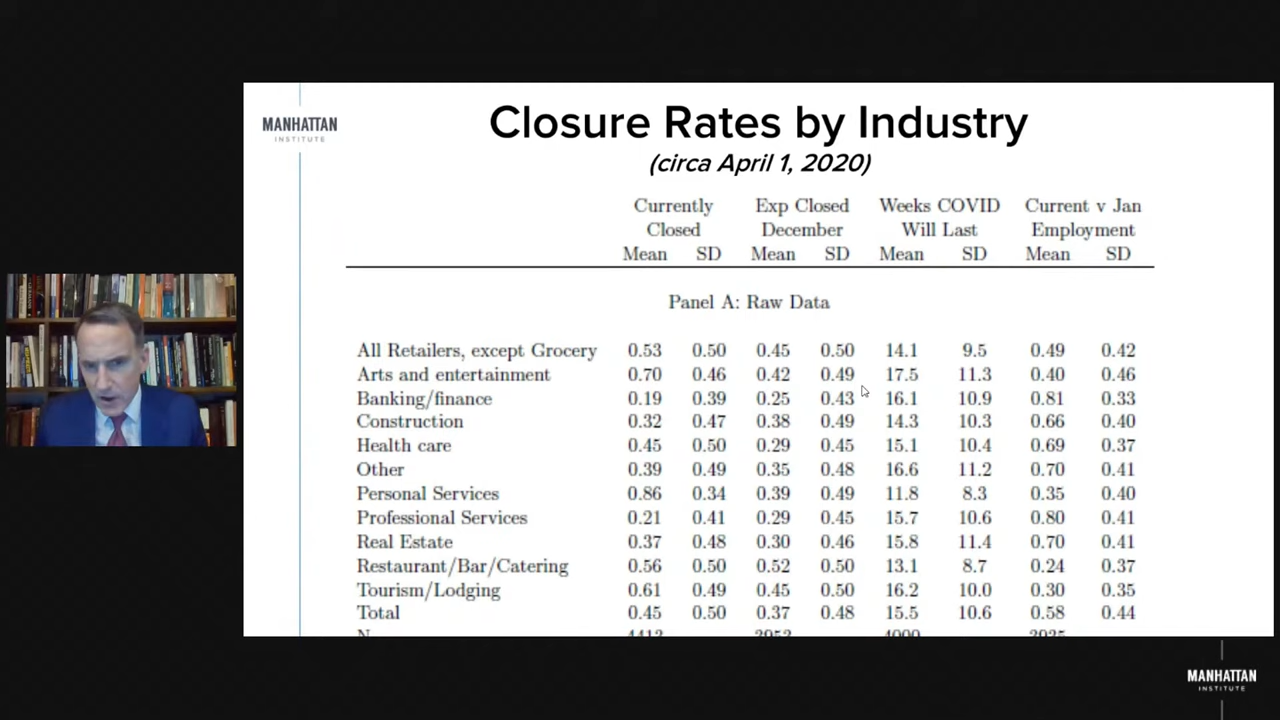 MANHATTAN
INSTITUTE
Closure Rates by Industry
(circa April 1, 2020)
Currently Exp Closed Weeks COVID Current v Jan
Closed December Will Last Employment
Mean SD Mean SD Mean SD Mean SD
Panel A: Raw Data
All Retailers, except Grocery 0.53 0.50 0.45 0.50 14.1 9.5 0.49 0.42
Arts and entertainment 0.70 0.46 0.42 0.49 17.5 11.3 0.40 0.46
Banking/finance 0.19 0.39 0.25 0.43 16.1 10.9 0.81 0.33
Construction 0.32 0.47 0.38 0.49 14.3 10.3 0.66 0.40
Health care 0.45 0.50 0.29 0.45 15.1 10.4 0.69 0.37
Other 0.39 0.49 0.35 0.48 16.6 11.2 0.70 0.41
Personal Services 0.86 0.34 0.39 0.49 11.8 8.3 0.35 0.40
Professional Services 0.21 0.41 0.29 0.45 15.7 10.6 0.80 0.41
Real Estate 0.37 0.48 0.30 0.46 15.8 11.4 0.70 0.41
Restaurant/Bar/Catering 0.56 0.50 0.52 0.50 13.1 8.7 0.24 0.37
Tourism/Lodging 0.61 0.49 0.45 0.50 16.2 10.0 0.30 0.35
Total 0.45 0.50 0.37 0.48 15.5 10.6 0.58 0.44
MANHATTAN
INSTITUTE